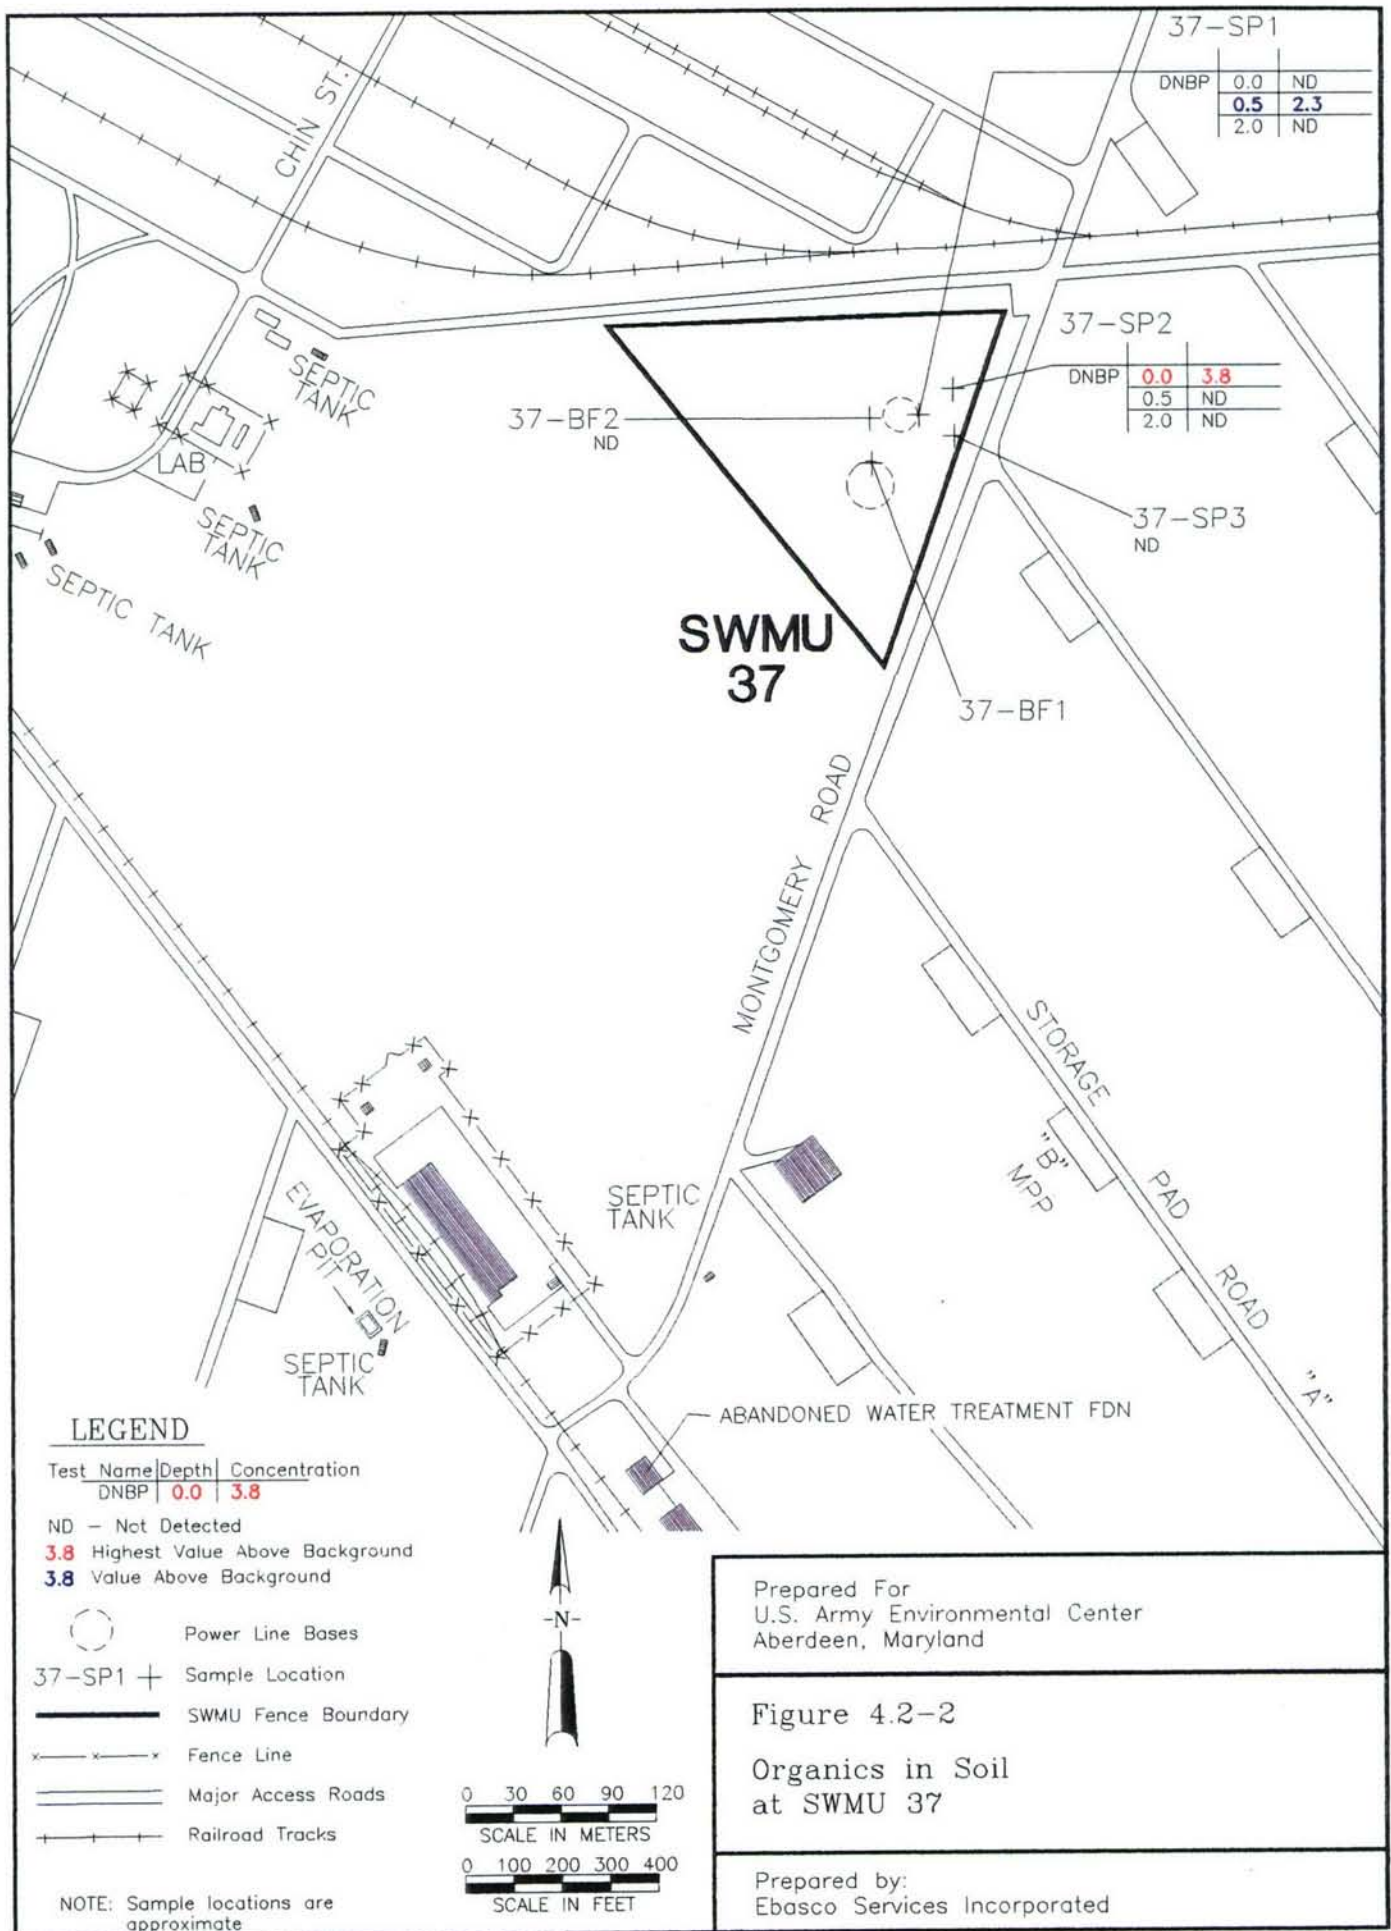 37-SP1
DNBP 0.0 ND
0.5 2.3
2.0 ND
CHIN ST.
37-SP2
DNBP 0.0 3.8
0.5 ND
2.0 ND
SEPTIC
TANK
37-BF2
ND
LAB
37-SP3
ND
SEPTIC
TANK
SEPTIC TANK
SWMU
37
37-BF1
MONTGOMERY ROAD
STORAGE PAD ROAD "A"
"B"
MPP
SEPTIC
TANK
EVAPORATION
PIT
SEPTIC
TANK
ABANDONED WATER TREATMENT FDN
LEGEND
Test Name Depth Concentration
DNBP 0.0 3.8
ND - Not Detected
3.8 Highest Value Above Background
3.8 Value Above Background
Power Line Bases
37-SP1 Sample Location
SWMU Fence Boundary
Fence Line
Major Access Roads
Railroad Tracks
NOTE: Sample locations are
approximate
-N-
0 30 60 90 120
SCALE IN METERS
0 100 200 300 400
SCALE IN FEET
Prepared For
U.S. Army Environmental Center
Aberdeen, Maryland
Figure 4.2-2
Organics in Soil
at SWMU 37
Prepared by:
Ebasco Services Incorporated